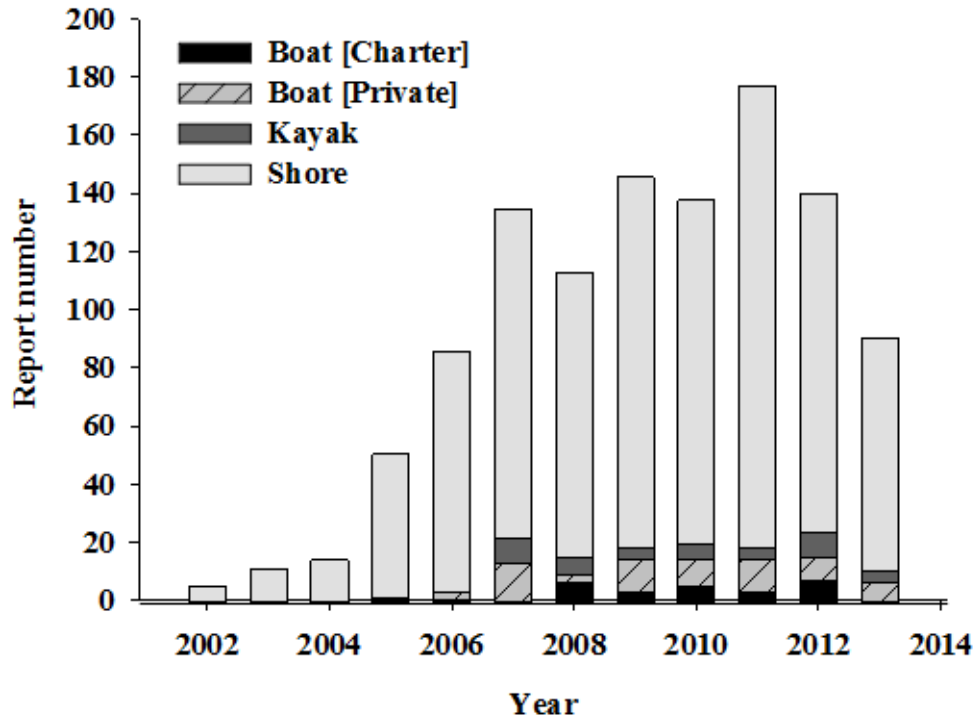 200
180
160
140
120
100
80
60
40
20
0
Report number
Boat [Charter]
Boat [Private]
Kayak
Shore
2002 2004 2006 2008 2010 2012 2014
Year